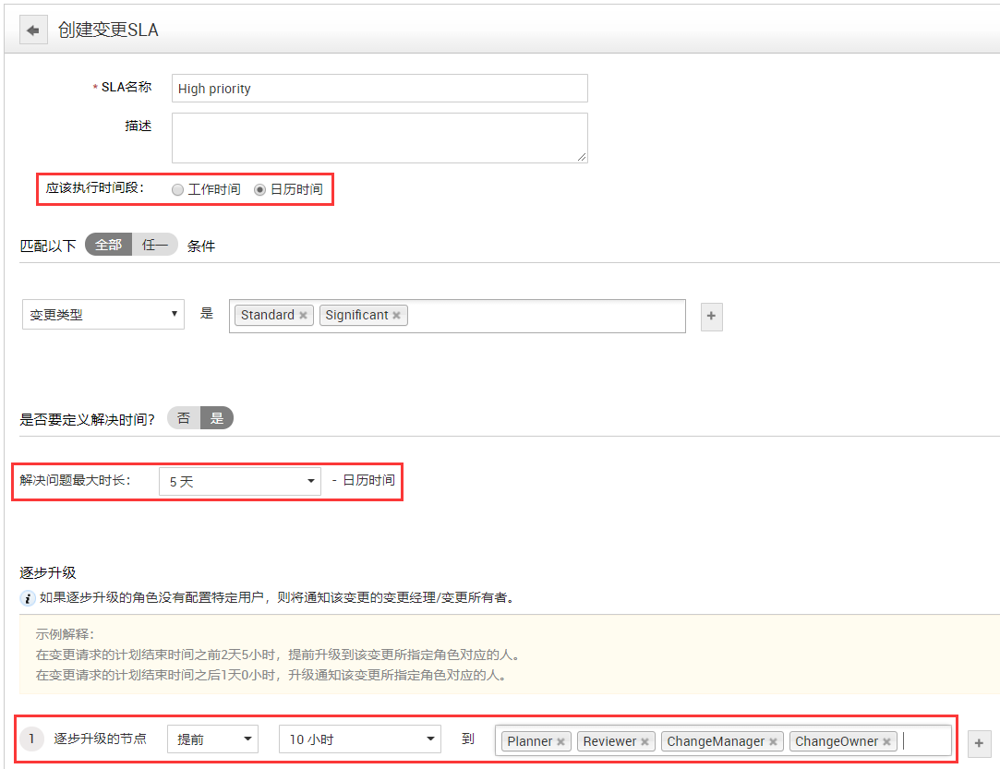 创建变更SLA
* SLA名称 High priority
描述
应该执行时间段： 工作时间 日历时间
匹配以下 全部 任一 条件
变更类型 是 Standard × Significant × +
是否要定义解决时间？ 否 是
解决问题最大时长： 5 天 - 日历时间
逐步升级
i 如果逐步升级的角色没有配置特定用户，则将通知该变更的变更经理/变更所有者。
示例解释：
在变更请求的计划结束时间之前2天5小时，提前升级到该变更所指定角色对应的人。
在变更请求的计划结束时间之后1天0小时，升级通知该变更所指定角色对应的人。
1 逐步升级的节点 提前 10 小时 到 Planner × Reviewer × ChangeManager × ChangeOwner × +